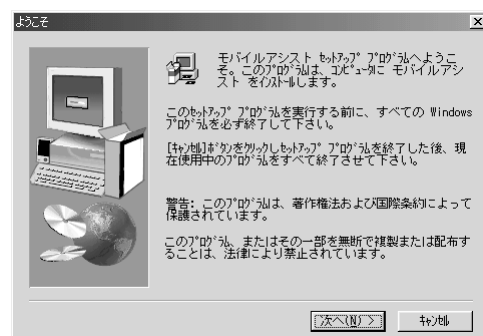 ようこそ
モバイルアシスト ｾｯﾄｱｯﾌﾟ ﾌﾟﾛｸﾞﾗﾑへようこ
そ。このﾌﾟﾛｸﾞﾗﾑは、ｺﾝﾋﾟｭｰﾀに モバイルアシ
スト をｲﾝｽﾄｰﾙします。
このｾｯﾄｱｯﾌﾟ ﾌﾟﾛｸﾞﾗﾑを実行する前に、すべての Windows
ﾌﾟﾛｸﾞﾗﾑを必ず終了して下さい。
[ｷｬﾝｾﾙ]ﾎﾞﾀﾝをｸﾘｯｸしｾｯﾄｱｯﾌﾟ ﾌﾟﾛｸﾞﾗﾑを終了した後、現
在使用中のﾌﾟﾛｸﾞﾗﾑをすべて終了させて下さい。
警告: このﾌﾟﾛｸﾞﾗﾑは、著作権法および国際条約によって
保護されています。
このﾌﾟﾛｸﾞﾗﾑ、またはその一部を無断で複製または配布す
ることは、法律により禁止されています。
次へ(N) >
ｷｬﾝｾﾙ